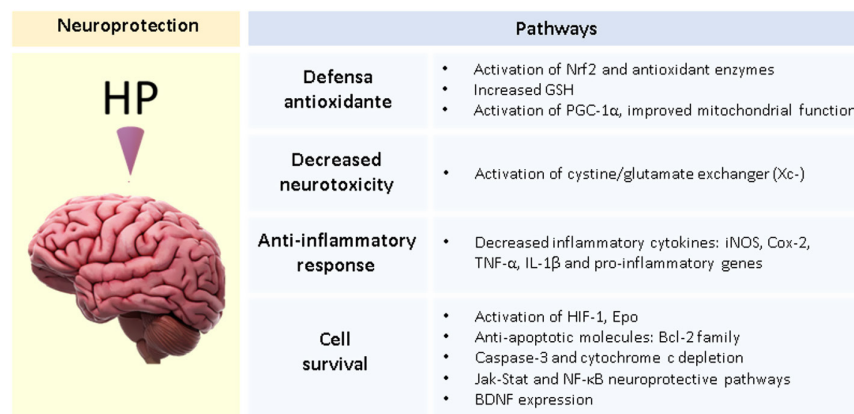 Neuroprotection
Pathways
HP
Defensa
antioxidante
• Activation of Nrf2 and antioxidant enzymes
• Increased GSH
• Activation of PGC-1α, improved mitochondrial function
Decreased
neurotoxicity
• Activation of cystine/glutamate exchanger (Xc-)
Anti-inflammatory
response
• Decreased inflammatory cytokines: iNOS, Cox-2,
TNF-α, IL-1β and pro-inflammatory genes
Cell
survival
• Activation of HIF-1, Epo
• Anti-apoptotic molecules: Bcl-2 family
• Caspase-3 and cytochrome c depletion
• Jak-Stat and NF-κB neuroprotective pathways
• BDNF expression